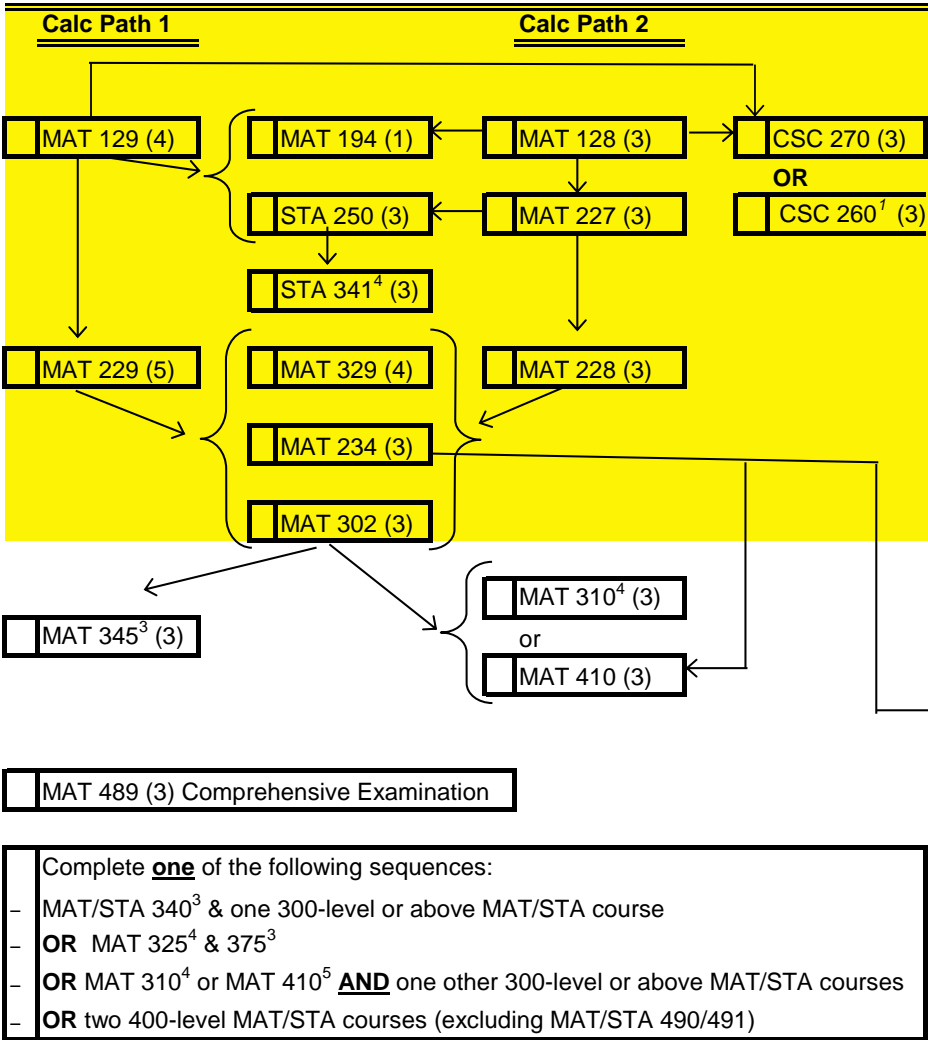 Calc Path 1 Calc Path 2
MAT 129 (4) MAT 194 (1) MAT 128 (3) CSC 270 (3)
OR
STA 250 (3) MAT 227 (3) CSC 260¹ (3)
STA 341⁴ (3)
MAT 229 (5) MAT 329 (4) MAT 228 (3)
MAT 234 (3)
MAT 302 (3)
MAT 310⁴ (3)
MAT 345³ (3) or
MAT 410 (3)
MAT 489 (3) Comprehensive Examination
Complete one of the following sequences:
– MAT/STA 340³ & one 300-level or above MAT/STA course
– OR MAT 325⁴ & 375³
– OR MAT 310⁴ or MAT 410⁵ AND one other 300-level or above MAT/STA courses
– OR two 400-level MAT/STA courses (excluding MAT/STA 490/491)